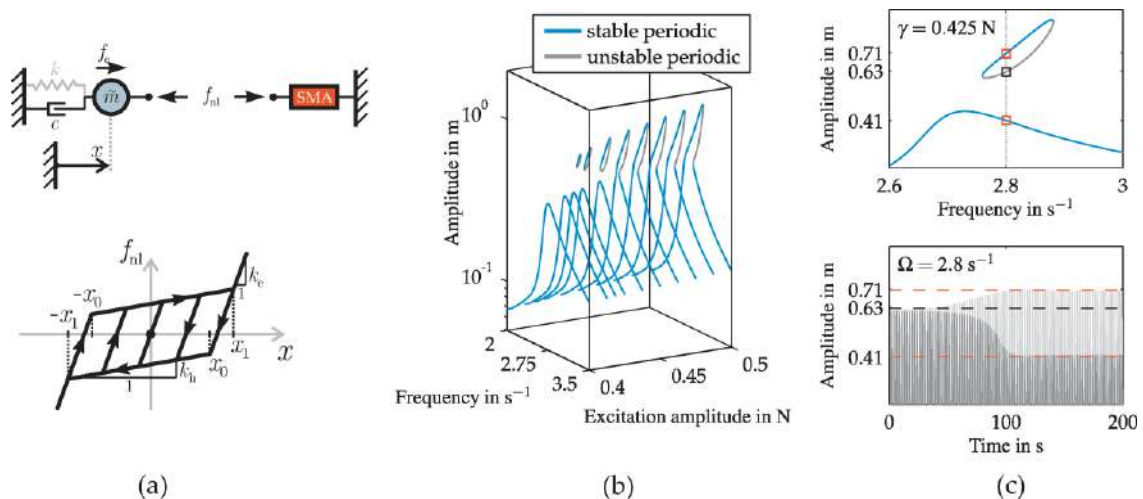 k
f_e
m̃
c
f_nl
SMA
x
f_nl
k_e
1
-x_0
-x_1
x
x_1
x_0
k_h
1
(a)
stable periodic
unstable periodic
Amplitude in m
10^0
10^-1
2
2.75
3.5
Frequency in s^-1
0.4
0.45
0.5
Excitation amplitude in N
(b)
γ = 0.425 N
Amplitude in m
0.71
0.63
0.41
2.6
2.8
3
Frequency in s^-1
Ω = 2.8 s^-1
Amplitude in m
0.71
0.63
0.41
0
100
200
Time in s
(c)